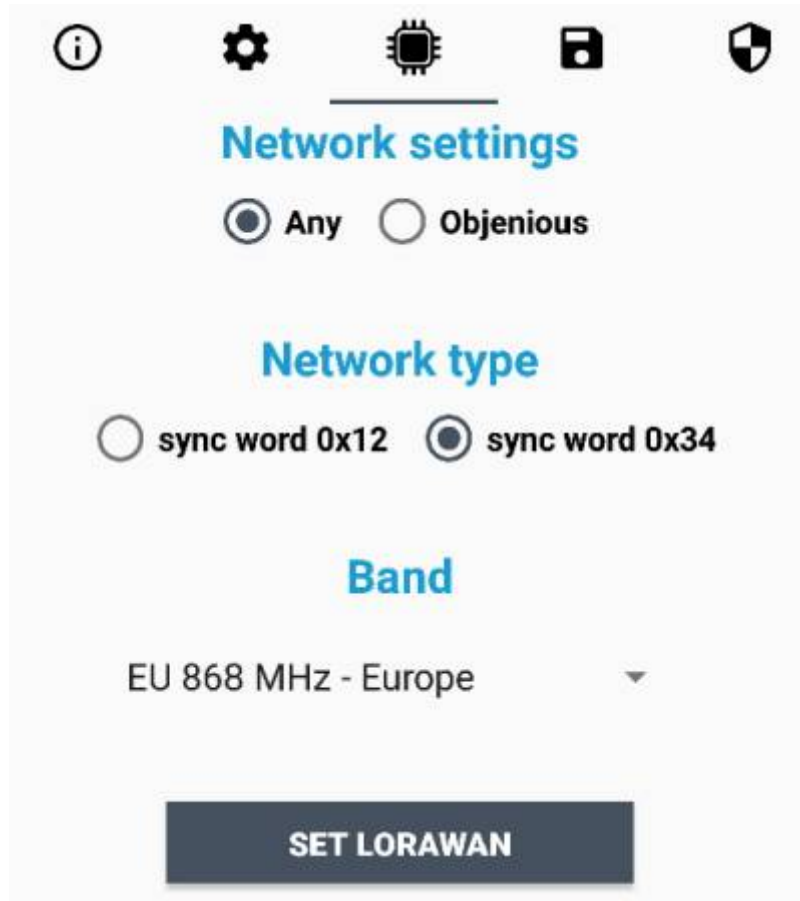 Network settings
Any Objenious
Network type
sync word 0x12 sync word 0x34
Band
EU 868 MHz - Europe
SET LORAWAN